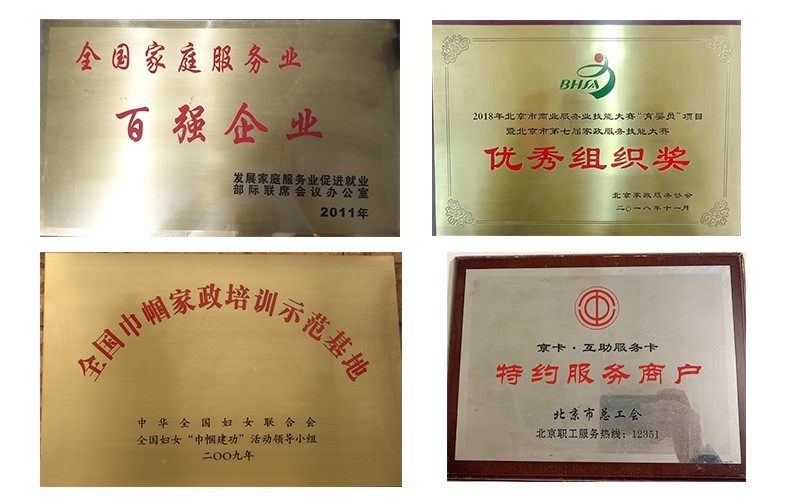 全国家庭服务业
百强企业
发展家庭服务业促进就业
部际联席会议办公室
2011年
BHSA
2018年北京市商业服务业技能大赛“育婴员”项目
暨北京市第七届家政服务技能大赛
优秀组织奖
北京家政服务协会
二〇一八年十一月
全国巾帼家政培训示范基地
中华全国妇女联合会
全国妇女“巾帼建功”活动领导小组
二〇〇九年
京卡·互助服务卡
特约服务商户
北京市总工会
北京职工服务热线：12351